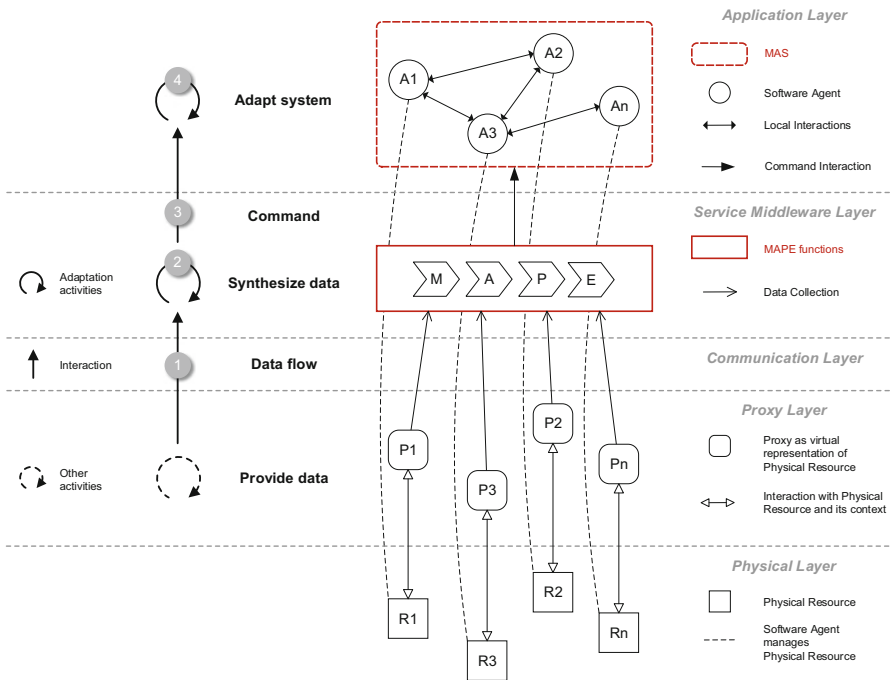 Application Layer
MAS
Software Agent
Local Interactions
Command Interaction
4
Adapt system
A1
A2
A3
An
Service Middleware Layer
MAPE functions
Data Collection
3
Command
2
Synthesize data
Adaptation
activities
M
A
P
E
Communication Layer
1
Data flow
Interaction
Proxy Layer
Proxy as virtual
representation of
Physical Resource
Interaction with Physical
Resource and its context
Other
activities
Provide data
P1
P3
P2
Pn
Physical Layer
Physical Resource
Software Agent
manages
Physical Resource
R1
R3
R2
Rn